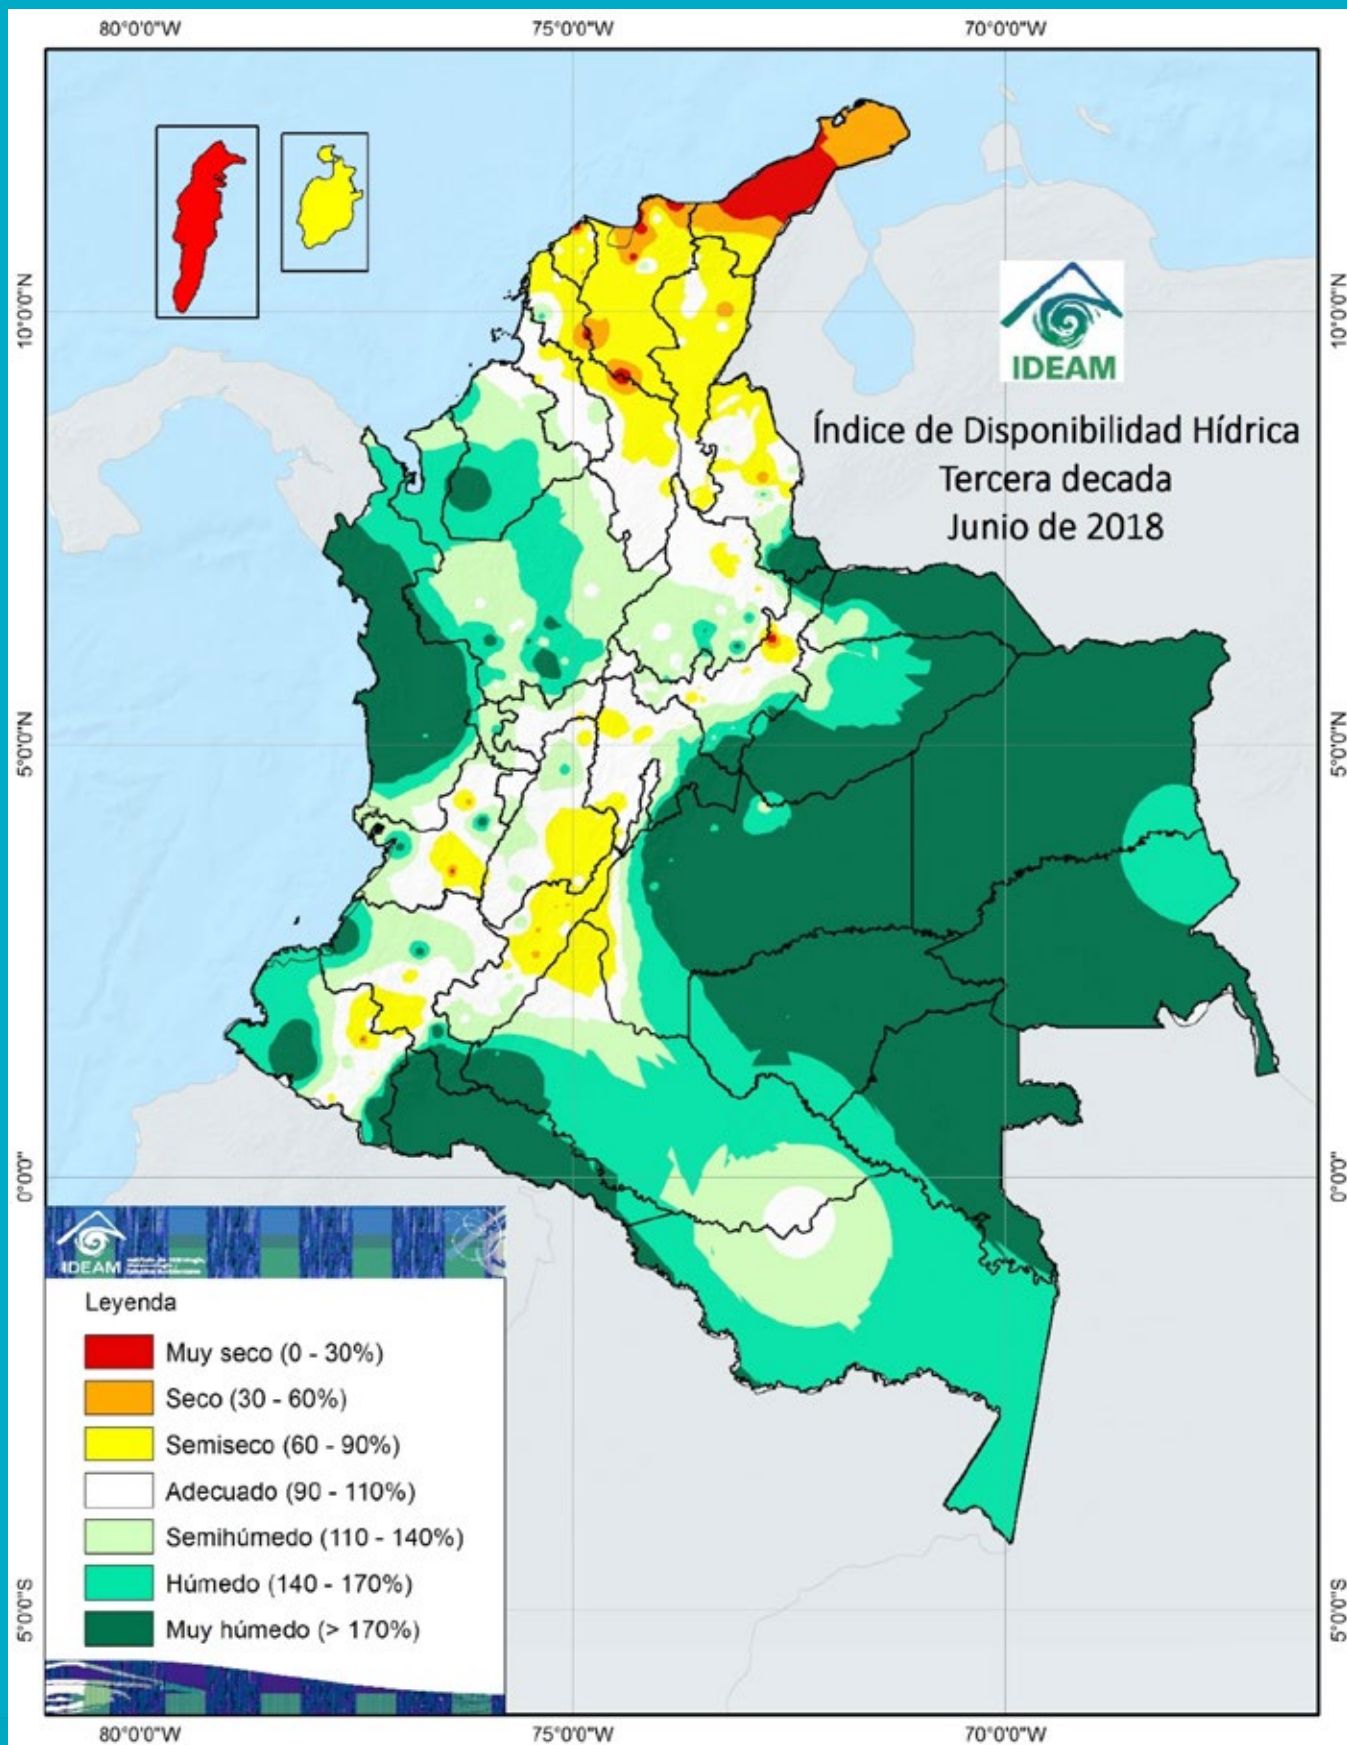 80°0'0"W
75°0'0"W
70°0'0"W
10°0'0"N
10°0'0"N
IDEAM
Índice de Disponibilidad Hídrica
Tercera decada
Junio de 2018
5°0'0"N
5°0'0"N
0°0'0"
0°0'0"
IDEAM
Leyenda
Muy seco (0 - 30%)
Seco (30 - 60%)
Semiseco (60 - 90%)
Adecuado (90 - 110%)
Semihúmedo (110 - 140%)
Húmedo (140 - 170%)
Muy húmedo (> 170%)
5°0'0"S
5°0'0"S
80°0'0"W
75°0'0"W
70°0'0"W